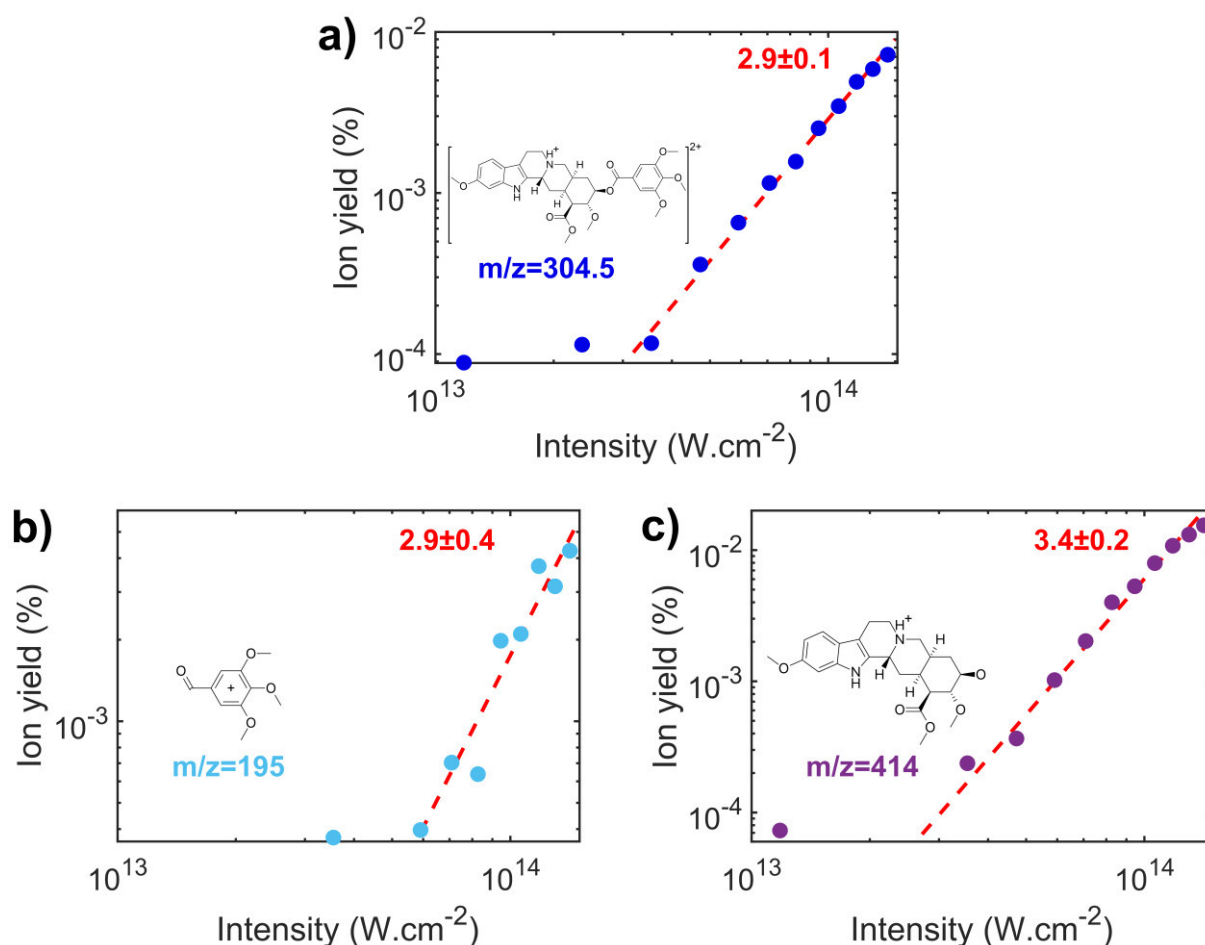 a)
10^-2
10^-3
10^-4
Ion yield (%)
2.9±0.1
H+
N
2+
O
O
O
O
O
NH
H
H
H
O
O
O
O
m/z=304.5
10^13
10^14
Intensity (W.cm^-2)
b)
2.9±0.4
Ion yield (%)
10^-3
O
O
O
O
+
m/z=195
10^13
10^14
Intensity (W.cm^-2)
c)
3.4±0.2
10^-2
10^-3
10^-4
Ion yield (%)
H+
N
H
O
NH
H
H
O
O
O
O
m/z=414
10^13
10^14
Intensity (W.cm^-2)